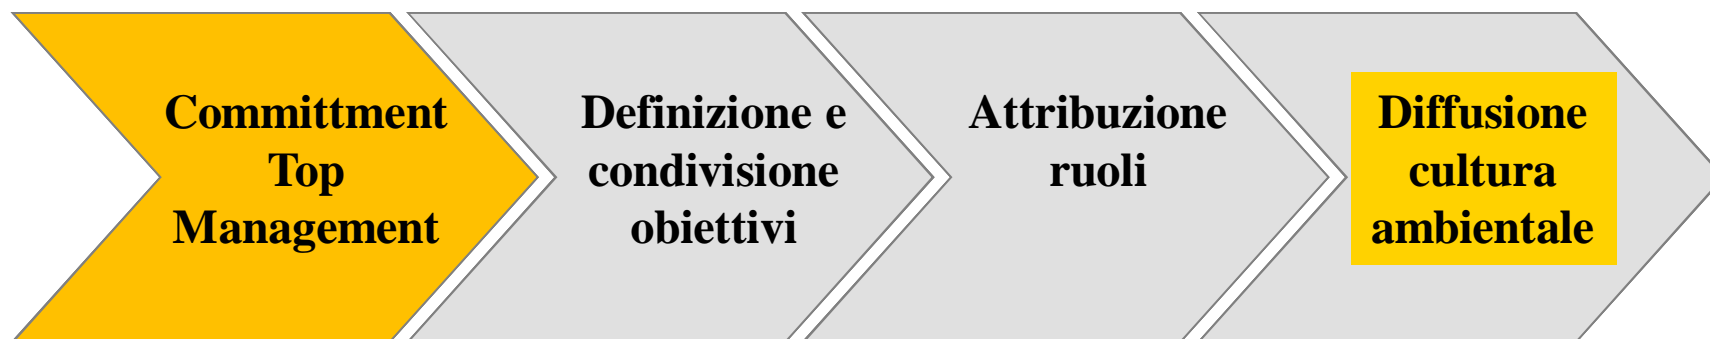 Committment
Top
Management
Definizione e
condivisione
obiettivi
Attribuzione
ruoli
Diffusione
cultura
ambientale